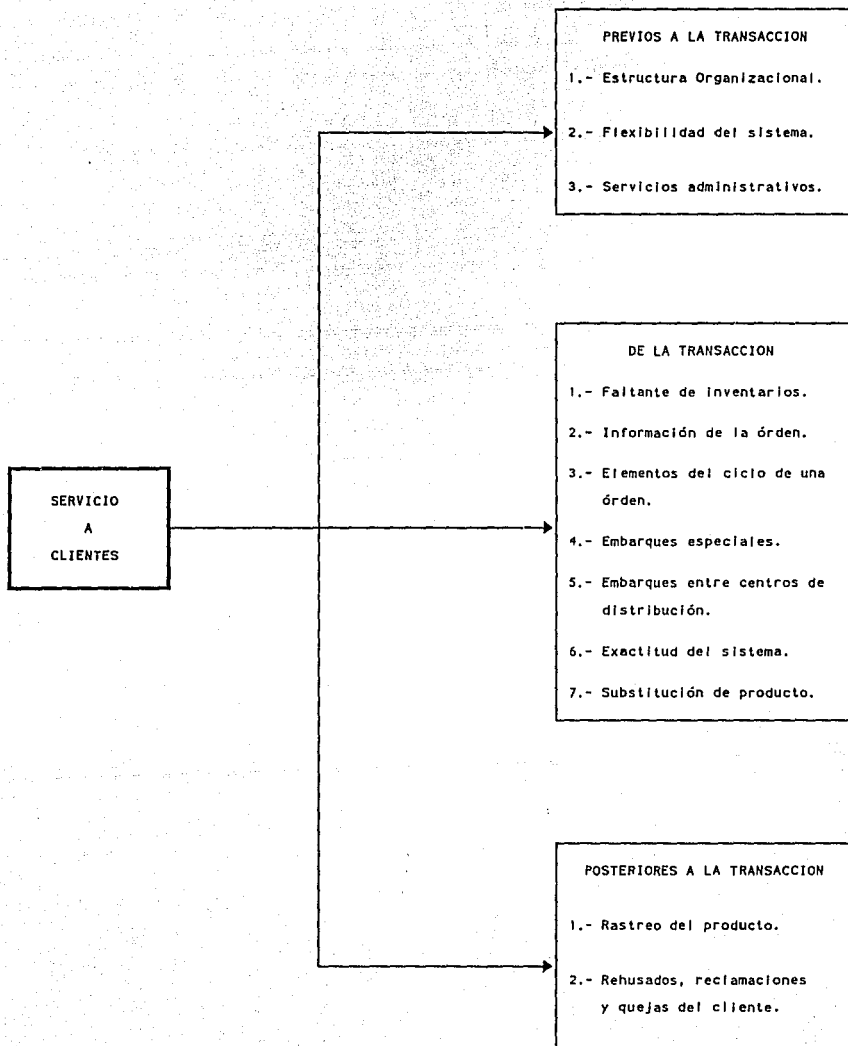 PREVIOS A LA TRANSACCION
1.- Estructura Organizacional.
2.- Flexibilidad del sistema.
3.- Servicios administrativos.
DE LA TRANSACCION
1.- Faltante de inventarios.
2.- Información de la órden.
3.- Elementos del ciclo de una
órden.
4.- Embarques especiales.
5.- Embarques entre centros de
distribución.
6.- Exactitud del sistema.
7.- Substitución de producto.
SERVICIO
A
CLIENTES
POSTERIORES A LA TRANSACCION
1.- Rastreo del producto.
2.- Rehusados, reclamaciones
y quejas del cliente.